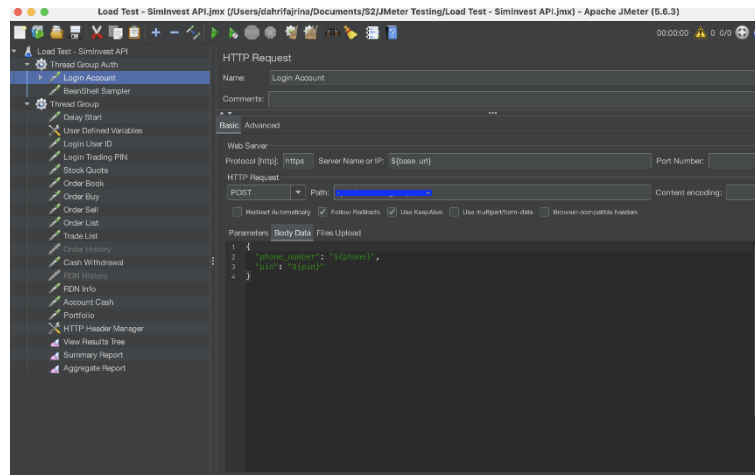 Load Test - SimInvest API.jmx (/Users/dahrifajrina/Documents/S2/JMeter Testing/Load Test - SimInvest API.jmx) - Apache JMeter (5.6.3)
00:00:00 0 0/0
Load Test - SimInvest API
Thread Group Auth
Login Account
BeanShell Sampler
Thread Group
Delay Start
User Defined Variables
Login User ID
Login Trading PIN
Stock Quote
Order Book
Order Buy
Order Sell
Order List
Trade List
Order History
Cash Withdrawal
RDN History
RDN Info
Account Cash
Portfolio
HTTP Header Manager
View Results Tree
Summary Report
Aggregate Report
HTTP Request
Name: Login Account
Comments:
Basic Advanced
Web Server
Protocol [http]: https Server Name or IP: ${base_url} Port Number:
HTTP Request
POST Path: Content encoding:
Redirect Automatically Follow Redirects Use KeepAlive Use multipart/form-data Browser-compatible headers
Parameters Body Data Files Upload
1 {
2 "phone_number": "${phone}",
3 "pin": "${pin}"
4 }